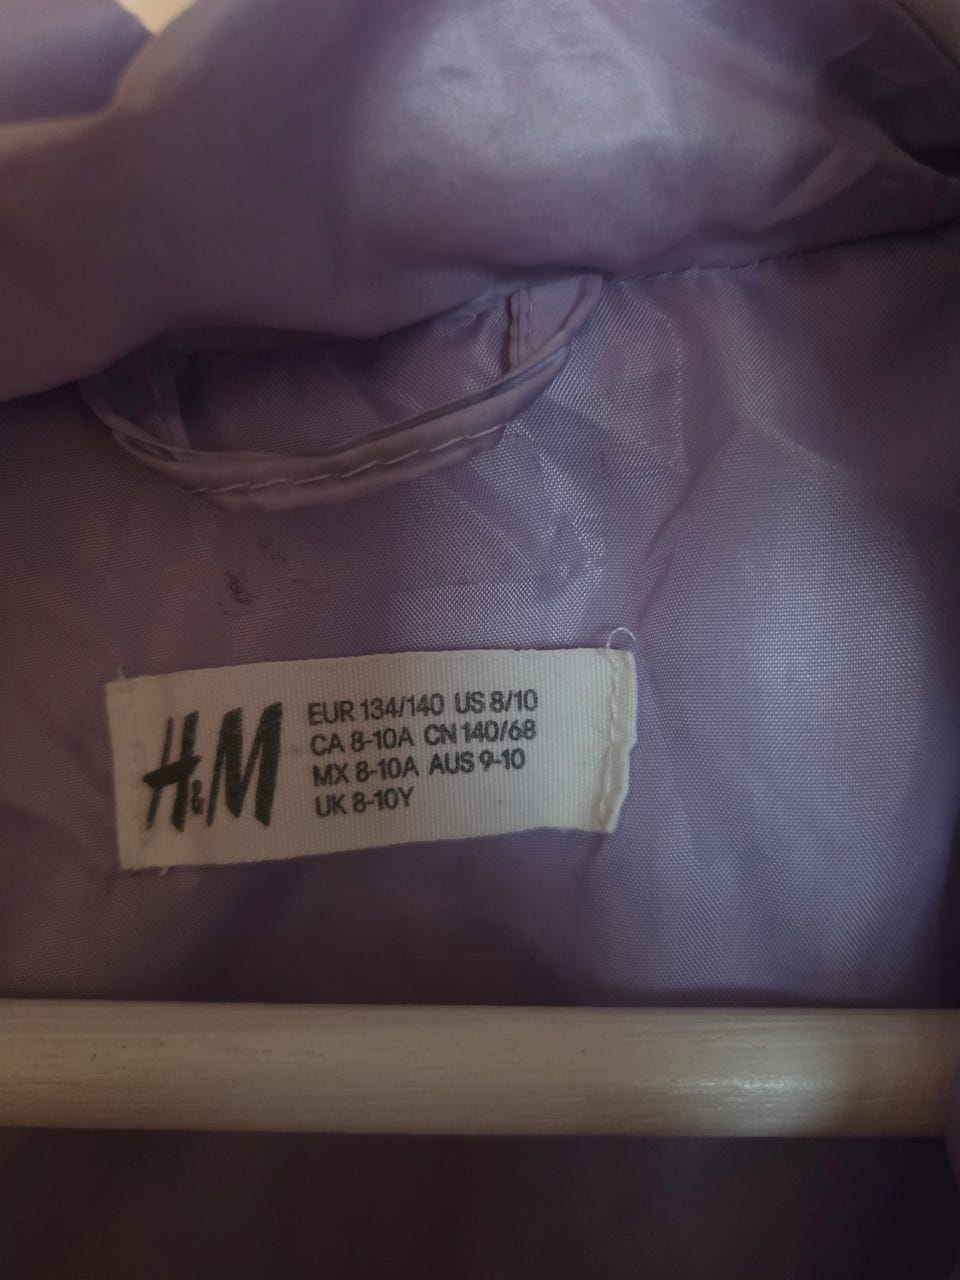 H&M
EUR 134/140 US 8/10
CA 8-10A CN 140/68
MX 8-10A AUS 9-10
UK 8-10Y